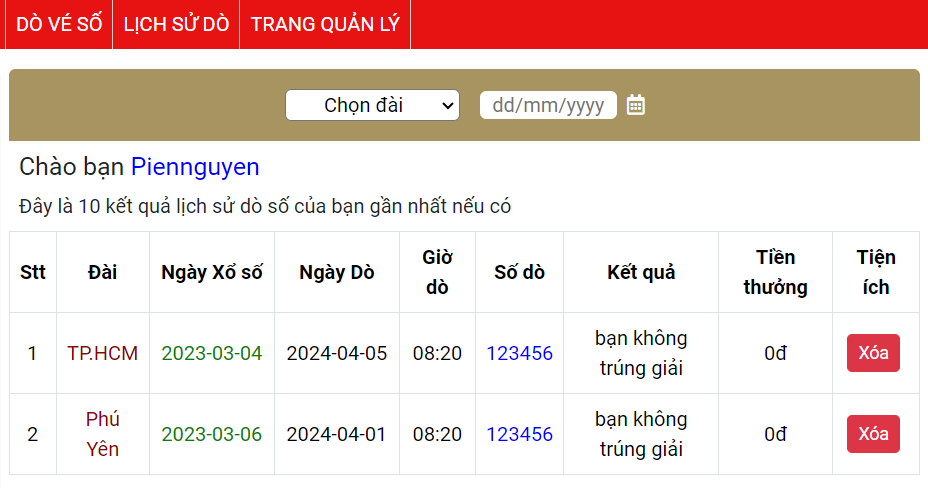 DÒ VÉ SỐ LỊCH SỬ DÒ TRANG QUẢN LÝ
Chọn đài dd/mm/yyyy
Chào bạn Piennguyen
Đây là 10 kết quả lịch sử dò số của bạn gần nhất nếu có
Stt Đài Ngày Xổ số Ngày Dò Giờ dò Số dò Kết quả Tiền thưởng Tiện ích
1 TP.HCM 2023-03-04 2024-04-05 08:20 123456 bạn không trúng giải 0đ Xóa
2 Phú Yên 2023-03-06 2024-04-01 08:20 123456 bạn không trúng giải 0đ Xóa